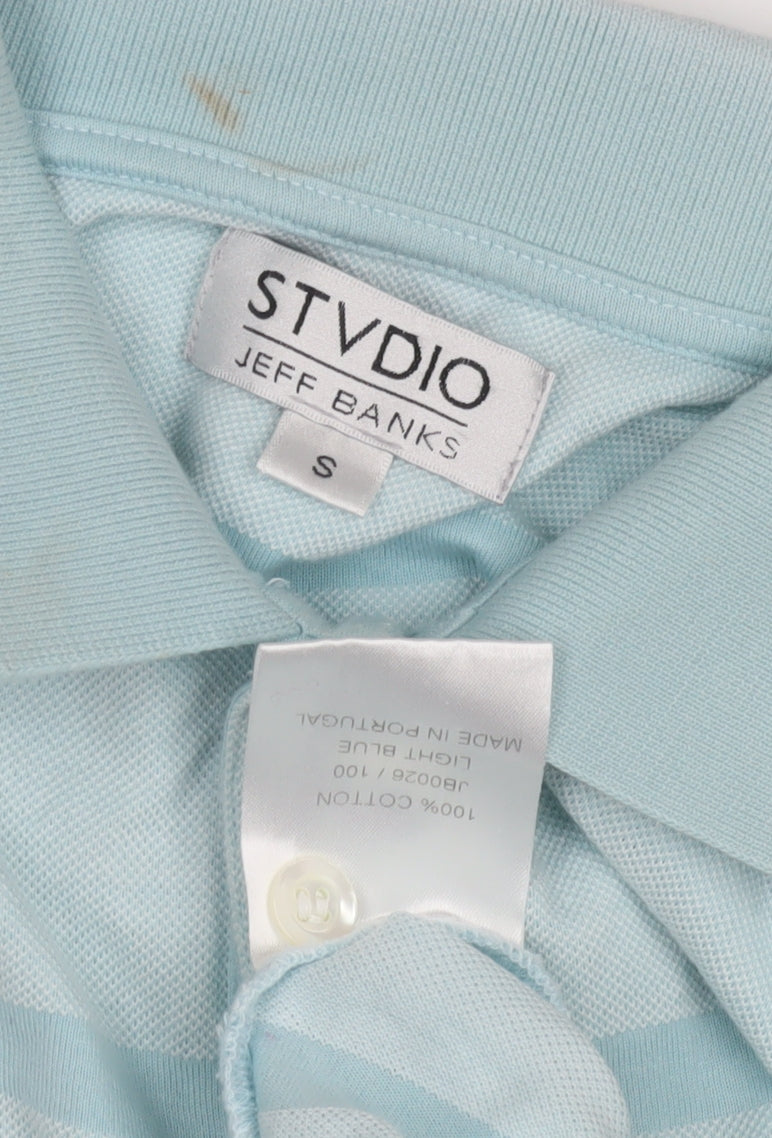 STVDIO
JEFF BANKS
S
100% COTTON
JB0026 / 100
LIGHT BLUE
MADE IN PORTUGAL